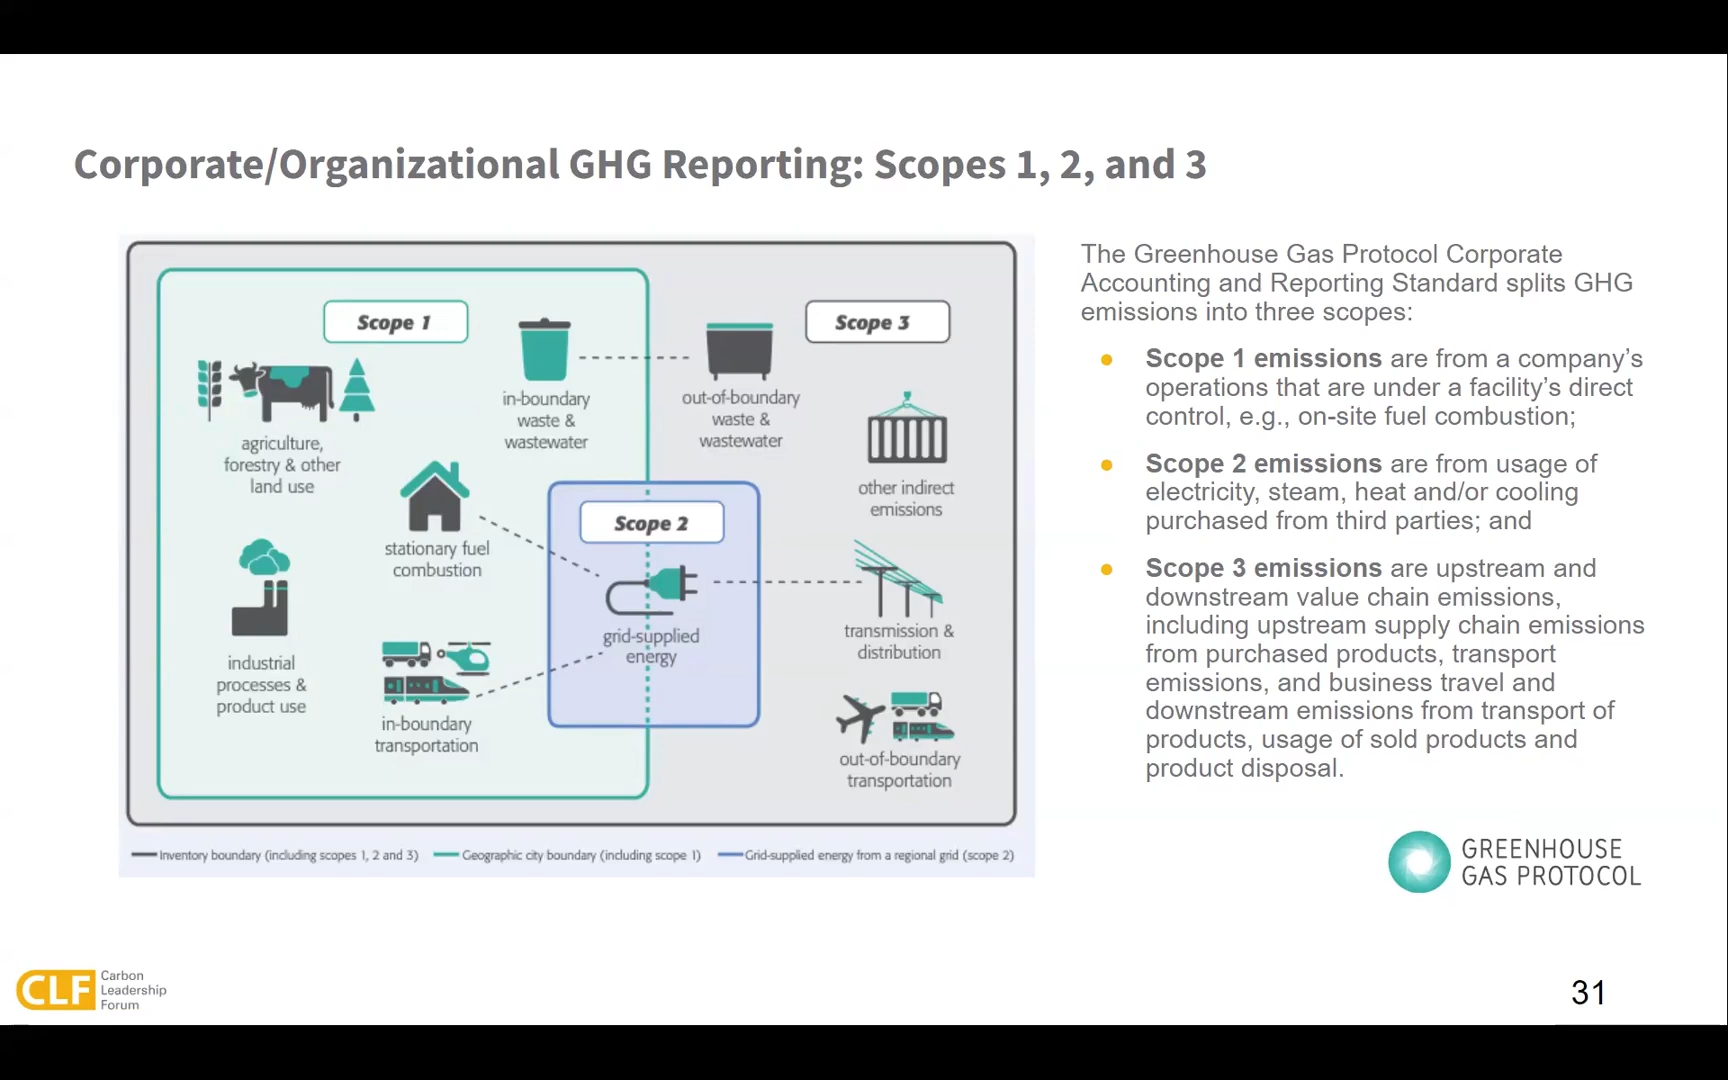 Corporate/Organizational GHG Reporting: Scopes 1, 2, and 3
Scope 1
Scope 3
in-boundary
waste &
wastewater
out-of-boundary
waste &
wastewater
agriculture,
forestry & other
land use
other indirect
emissions
Scope 2
stationary fuel
combustion
grid-supplied
energy
transmission &
distribution
industrial
processes &
product use
in-boundary
transportation
out-of-boundary
transportation
Inventory boundary (including scopes 1, 2 and 3)
Geographic city boundary (including scope 1)
Grid-supplied energy from a regional grid (scope 2)
The Greenhouse Gas Protocol Corporate
Accounting and Reporting Standard splits GHG
emissions into three scopes:
● Scope 1 emissions are from a company’s
operations that are under a facility’s direct
control, e.g., on-site fuel combustion;
● Scope 2 emissions are from usage of
electricity, steam, heat and/or cooling
purchased from third parties; and
● Scope 3 emissions are upstream and
downstream value chain emissions,
including upstream supply chain emissions
from purchased products, transport
emissions, and business travel and
downstream emissions from transport of
products, usage of sold products and
product disposal.
GREENHOUSE
GAS PROTOCOL
CLF
Carbon
Leadership
Forum
31